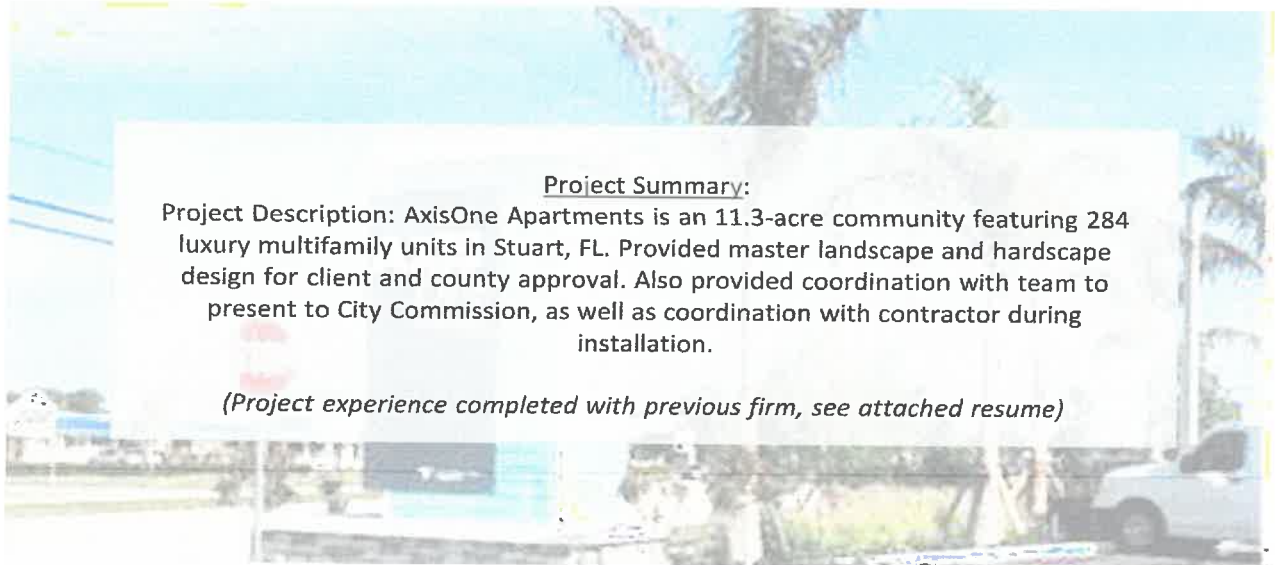 Project Summary:
Project Description: AxisOne Apartments is an 11.3-acre community featuring 284
luxury multifamily units in Stuart, FL. Provided master landscape and hardscape
design for client and county approval. Also provided coordination with team to
present to City Commission, as well as coordination with contractor during
installation.
(Project experience completed with previous firm, see attached resume)